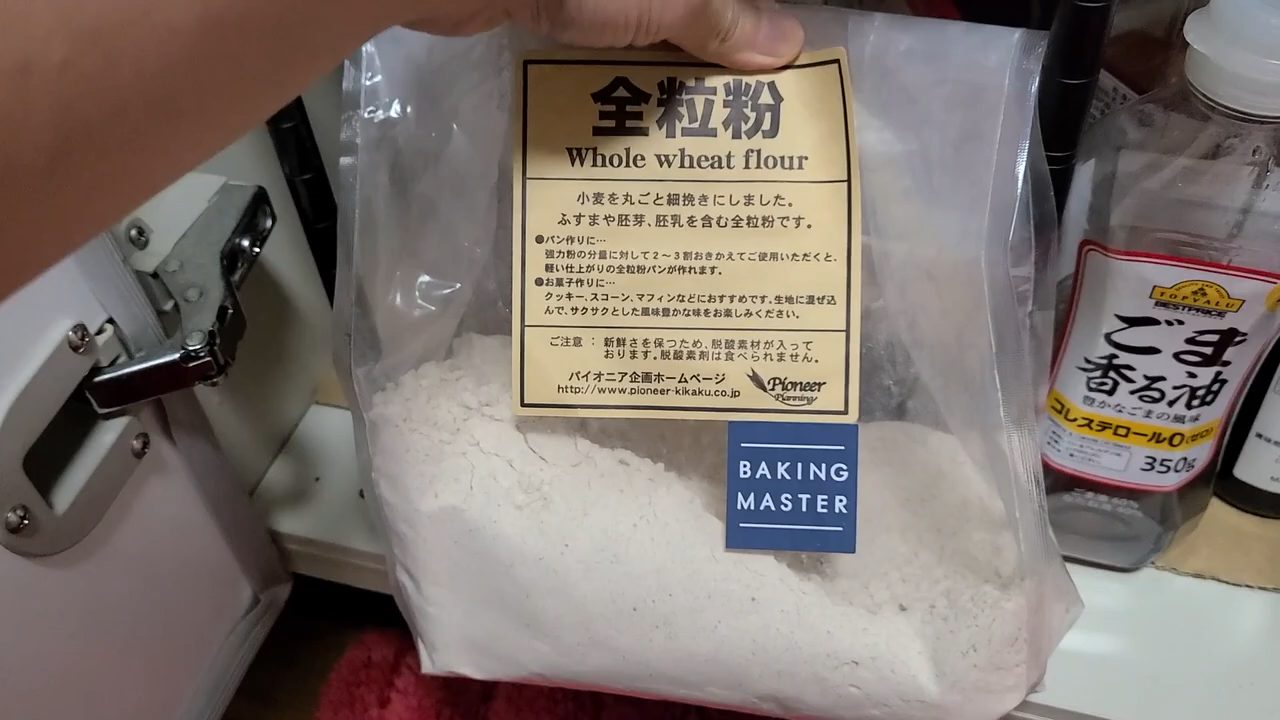 全粒粉
Whole wheat flour
小麦を丸ごと細挽きにしました。
ふすまや胚芽、胚乳を含む全粒粉です。
●パン作りに…
強力粉の分量に対して2～3割おきかえてご使用いただくと、
軽い仕上がりの全粒粉パンが作れます。
●お菓子作りに…
クッキー、スコーン、マフィンなどにおすすめです。生地に混ぜ込
んで、サクサクとした風味豊かな味をお楽しみください。
ご注意 : 新鮮さを保つため、脱酸素材が入って
おります。脱酸素剤は食べられません。
パイオニア企画ホームページ
http://www.pioneer-kikaku.co.jp
Pioneer
Planning
BAKING
MASTER
TOPVALU
BESTPRICE
ごま
香る油
豊かなごまの風味
コレステロール0(ゼロ)
350g